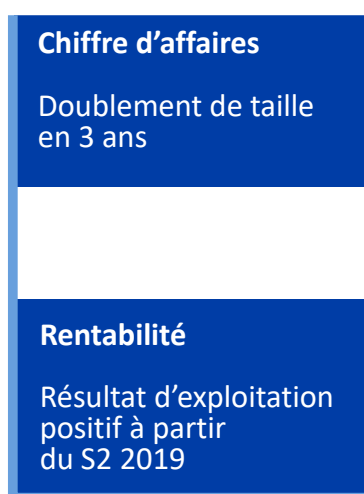 Chiffre d’affaires
Doublement de taille
en 3 ans
Rentabilité
Résultat d’exploitation
positif à partir
du S2 2019